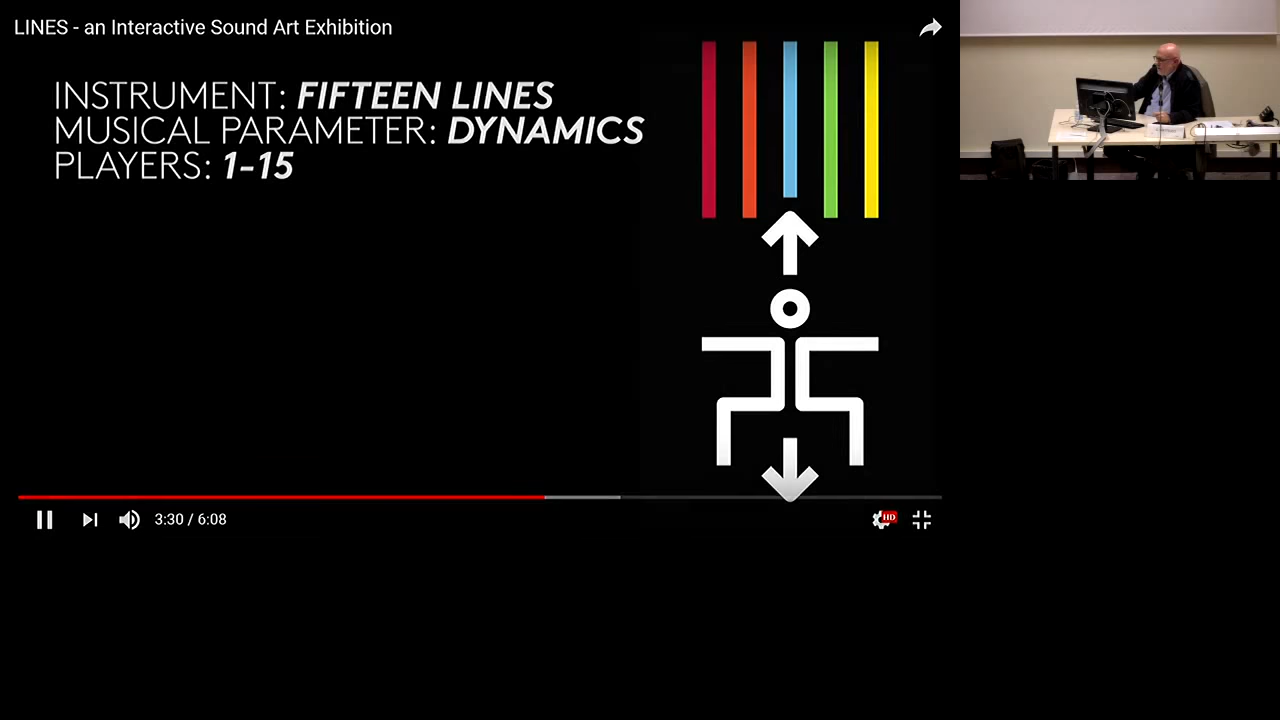 LINES - an Interactive Sound Art Exhibition
INSTRUMENT: FIFTEEN LINES
MUSICAL PARAMETER: DYNAMICS
PLAYERS: 1-15
3:30 / 6:08
HD